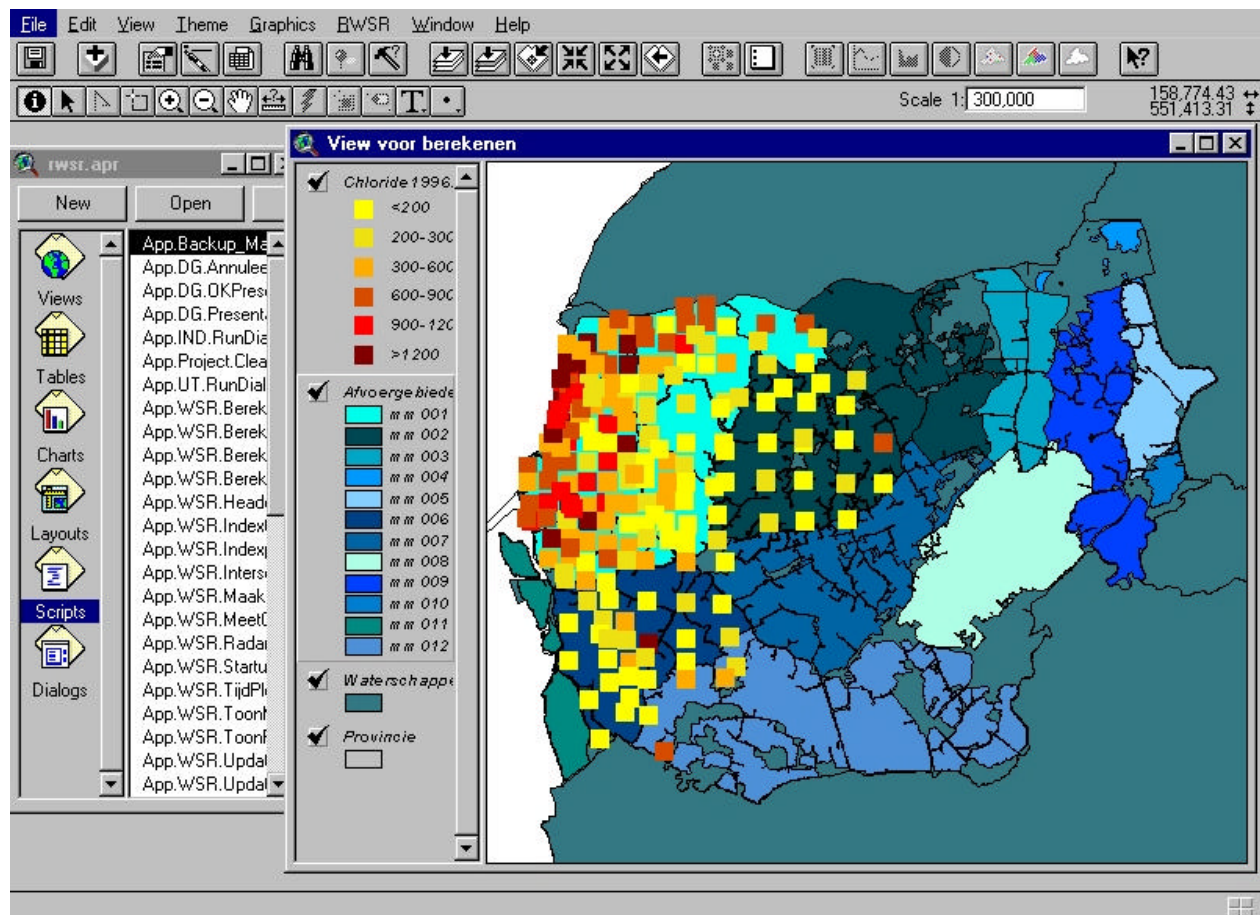 File Edit View Theme Graphics RWSR Window Help
Scale 1: 300,000
158,774.43
551,413.31
rwsr.apr
New Open
Views
Tables
Charts
Layouts
Scripts
Dialogs
App.Backup_Ma
App.DG.Annulee
App.DG.OKPres
App.DG.Present
App.IND.RunDia
App.Project.Clea
App.UT.RunDial
App.WSR.Berek
App.WSR.Berek
App.WSR.Berek
App.WSR.Berek
App.WSR.Head
App.WSR.Index
App.WSR.Index
App.WSR.Inters
App.WSR.Maak
App.WSR.Meet
App.WSR.Radar
App.WSR.Startu
App.WSR.TijdPl
App.WSR.Toon
App.WSR.Toon
App.WSR.Upda
App.WSR.Upda
View voor berekenen
Chloride 1996.
<200
200-300
300-600
600-900
900-120
>1200
Afvoergebiede
mm 001
mm 002
mm 003
mm 004
mm 005
mm 006
mm 007
mm 008
mm 009
mm 010
mm 011
mm 012
Waterschappe
Provincie